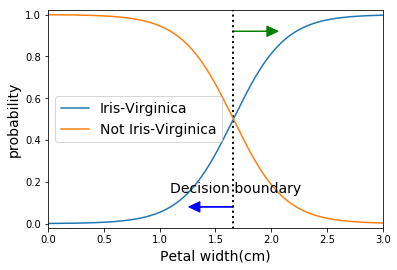 1.0
0.8
0.6
0.4
0.2
0.0
probability
Iris-Virginica
Not Iris-Virginica
Decision boundary
0.0 0.5 1.0 1.5 2.0 2.5 3.0
Petal width(cm)